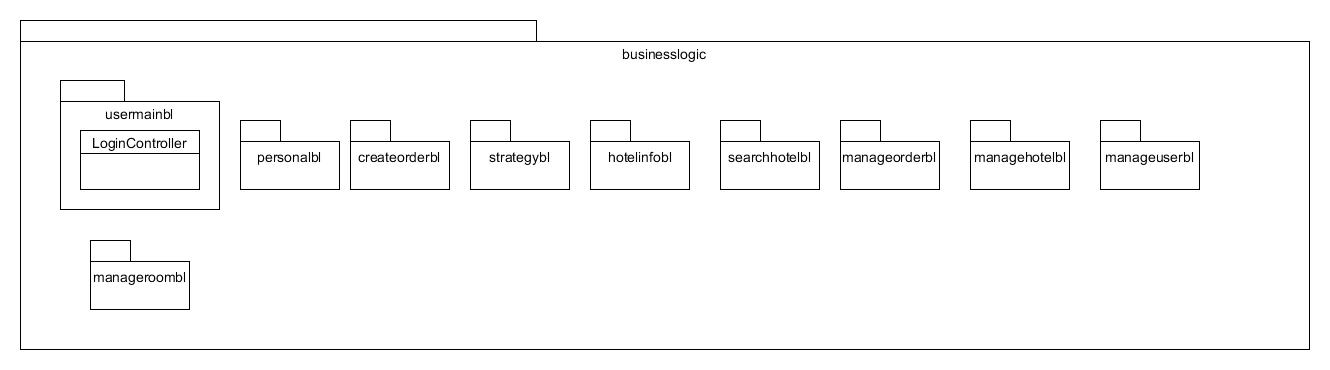 businesslogic
usermainbl
LoginController
personalbl
createorderbl
strategybl
hotelinfobl
searchhotelbl
manageorderbl
managehotelbl
manageuserbl
manageroombl